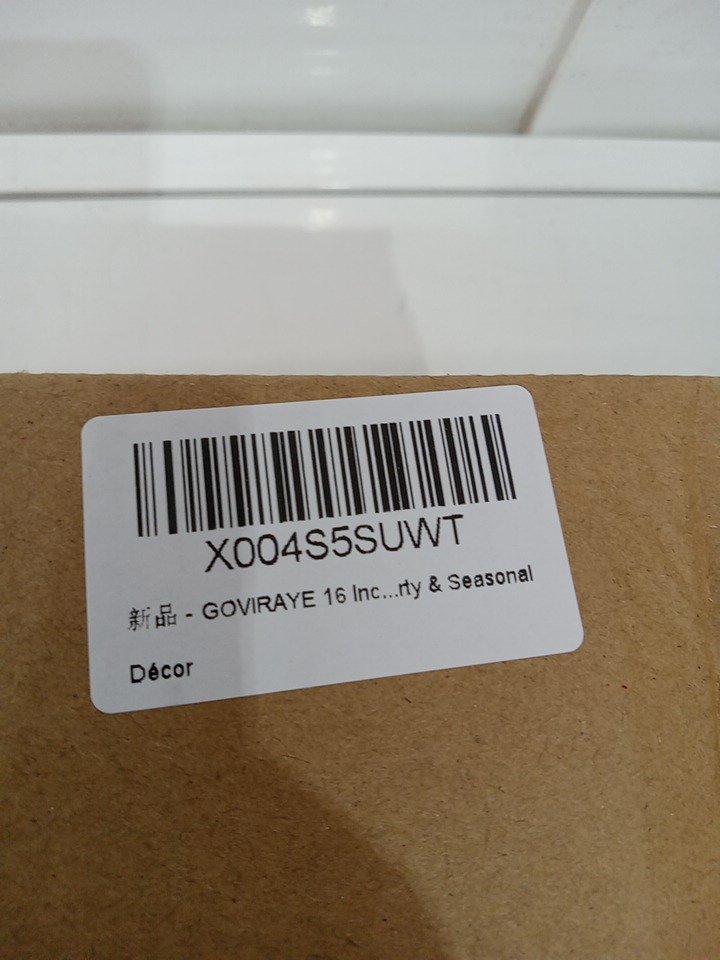 X004S5SUWT
新品 - GOVIRAYE 16 Inc...rty & Seasonal
Décor